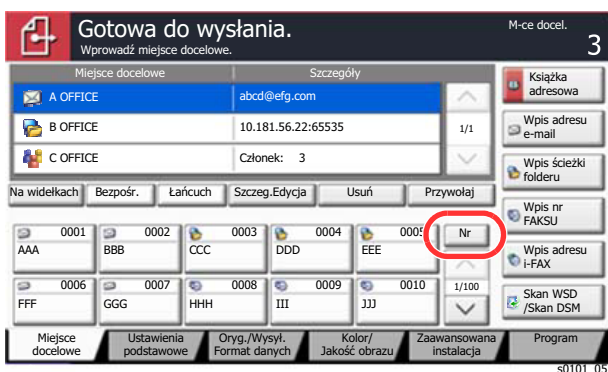 Gotowa do wysłania.
Wprowadź miejsce docelowe.
M-ce docel.
3
Miejsce docelowe
Szczegóły
A OFFICE
abcd@efg.com
B OFFICE
10.181.56.22:65535
1/1
C OFFICE
Członek: 3
Na widełkach
Bezpośr.
Łańcuch
Szczeg.Edycja
Usuń
Przywołaj
0001
AAA
0002
BBB
0003
CCC
0004
DDD
0005
EEE
Nr
0006
FFF
0007
GGG
0008
HHH
0009
III
0010
JJJ
1/100
Książka
adresowa
Wpis adresu
e-mail
Wpis ścieżki
folderu
Wpis nr
FAKSU
Wpis adresu
i-FAX
Skan WSD
/Skan DSM
Miejsce
docelowe
Ustawienia
podstawowe
Oryg./Wysył.
Format danych
Kolor/
Jakość obrazu
Zaawansowana
instalacja
Program
s0101_05